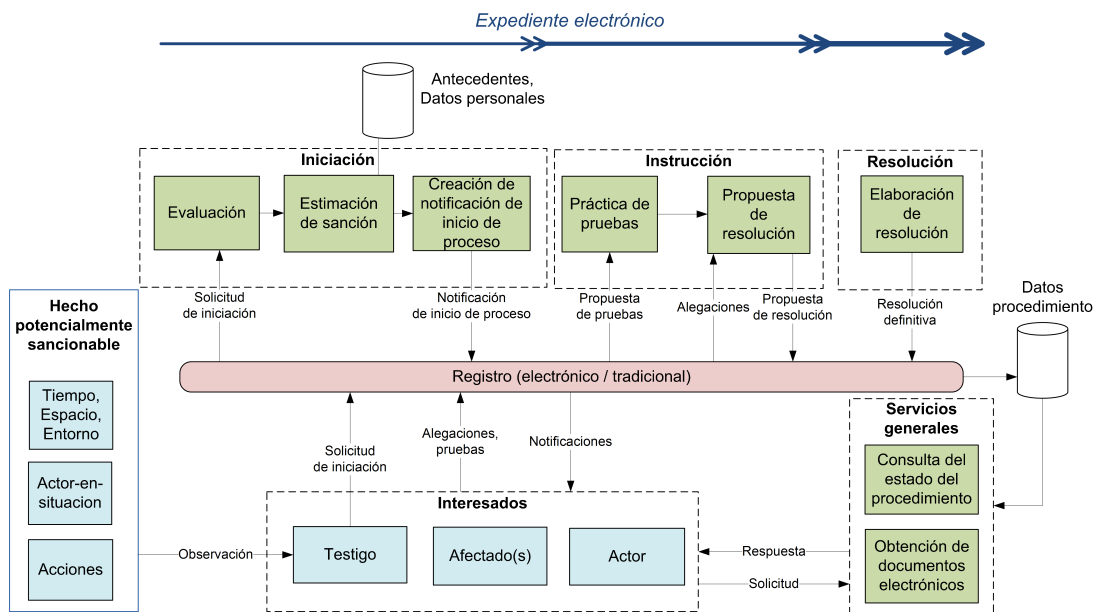 Expediente electrónico
Antecedentes,
Datos personales
Iniciación
Evaluación
Estimación
de sanción
Creación de
notificación de
inicio de
proceso
Instrucción
Práctica de
pruebas
Propuesta
de
resolución
Resolución
Elaboración
de
resolución
Solicitud
de iniciación
Notificación
de inicio de proceso
Propuesta
de pruebas
Alegaciones
Propuesta
de resolución
Resolución
definitiva
Datos
procedimiento
Hecho
potencialmente
sancionable
Tiempo,
Espacio,
Entorno
Actor-en-
situacion
Acciones
Registro (electrónico / tradicional)
Solicitud
de iniciación
Alegaciones,
pruebas
Notificaciones
Observación
Interesados
Testigo
Afectado(s)
Actor
Respuesta
Solicitud
Servicios
generales
Consulta del
estado del
procedimiento
Obtención de
documentos
electrónicos